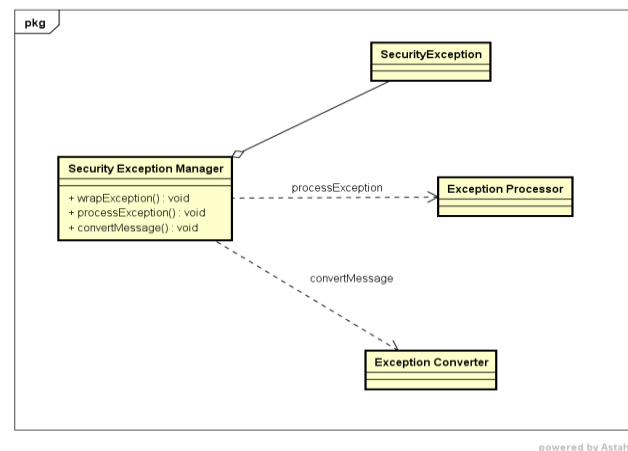 pkg
SecurityException
Security Exception Manager
+ wrapException() : void
+ processException() : void
+ convertMessage() : void
processException
Exception Processor
convertMessage
Exception Converter
powered by Astah